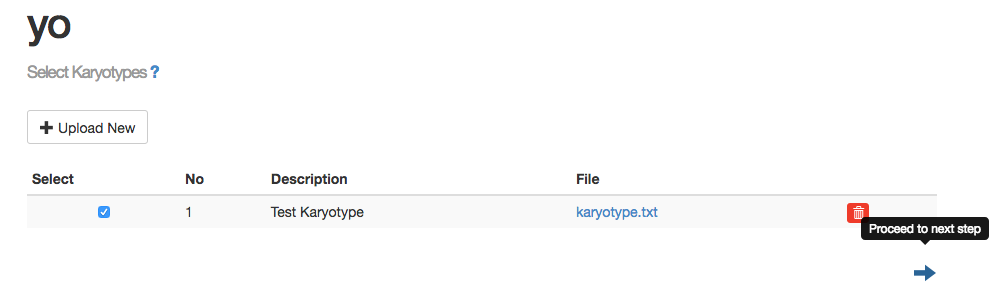 yo
Select Karyotypes ?
Upload New
Select No Description File
1 Test Karyotype karyotype.txt
Proceed to next step